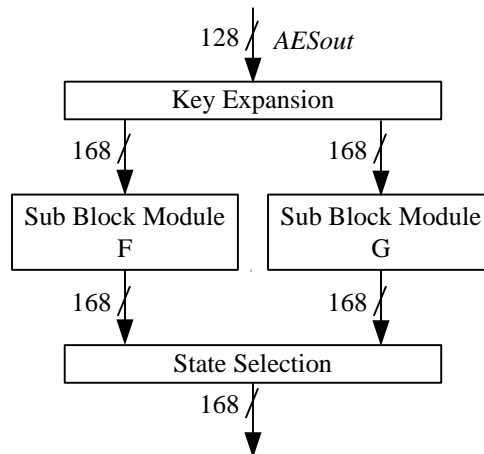 128 AESout
Key Expansion
168 168
Sub Block Module Sub Block Module
F G
168 168
State Selection
168